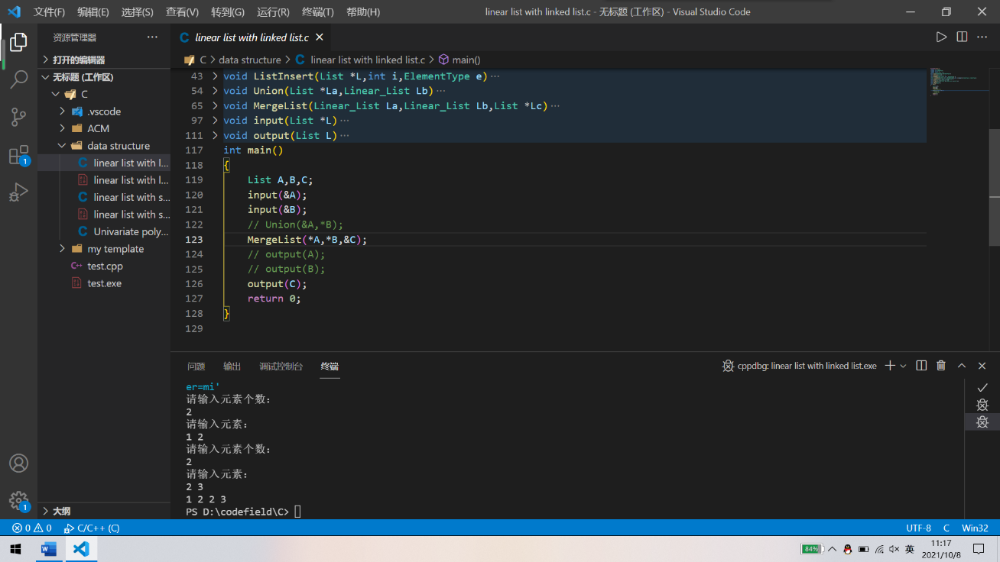 文件(F) 编辑(E) 选择(S) 查看(V) 转到(G) 运行(R) 终端(T) 帮助(H) linear list with linked list.c - 无标题 (工作区) - Visual Studio Code
资源管理器 ···
打开的编辑器
无标题 (工作区)
C
.vscode
ACM
data structure
linear list with l...
linear list with l...
linear list with s...
linear list with s...
Univariate poly...
my template
test.cpp
test.exe
大纲
1
1
C linear list with linked list.c ×
C > data structure > C linear list with linked list.c > main()
43 > void ListInsert(List *L,int i,ElementType e)···
54 > void Union(List *La,Linear_List Lb)···
65 > void MergeList(Linear_List La,Linear_List Lb,List *Lc)···
97 > void input(List *L)···
111 > void output(List L)···
117 int main()
118 {
119 List A,B,C;
120 input(&A);
121 input(&B);
122 // Union(&A,*B);
123 MergeList(*A,*B,&C);
124 // output(A);
125 // output(B);
126 output(C);
127 return 0;
128 }
129
问题 输出 调试控制台 终端 cppdbg: linear list with linked list.exe
er=mi'
请输入元素个数:
2
请输入元素:
1 2
请输入元素个数:
2
请输入元素:
2 3
1 2 2 3
PS D:\codefield\C>
0 0 C/C++ (C) UTF-8 C Win32
84% 英 11:17
2021/10/8